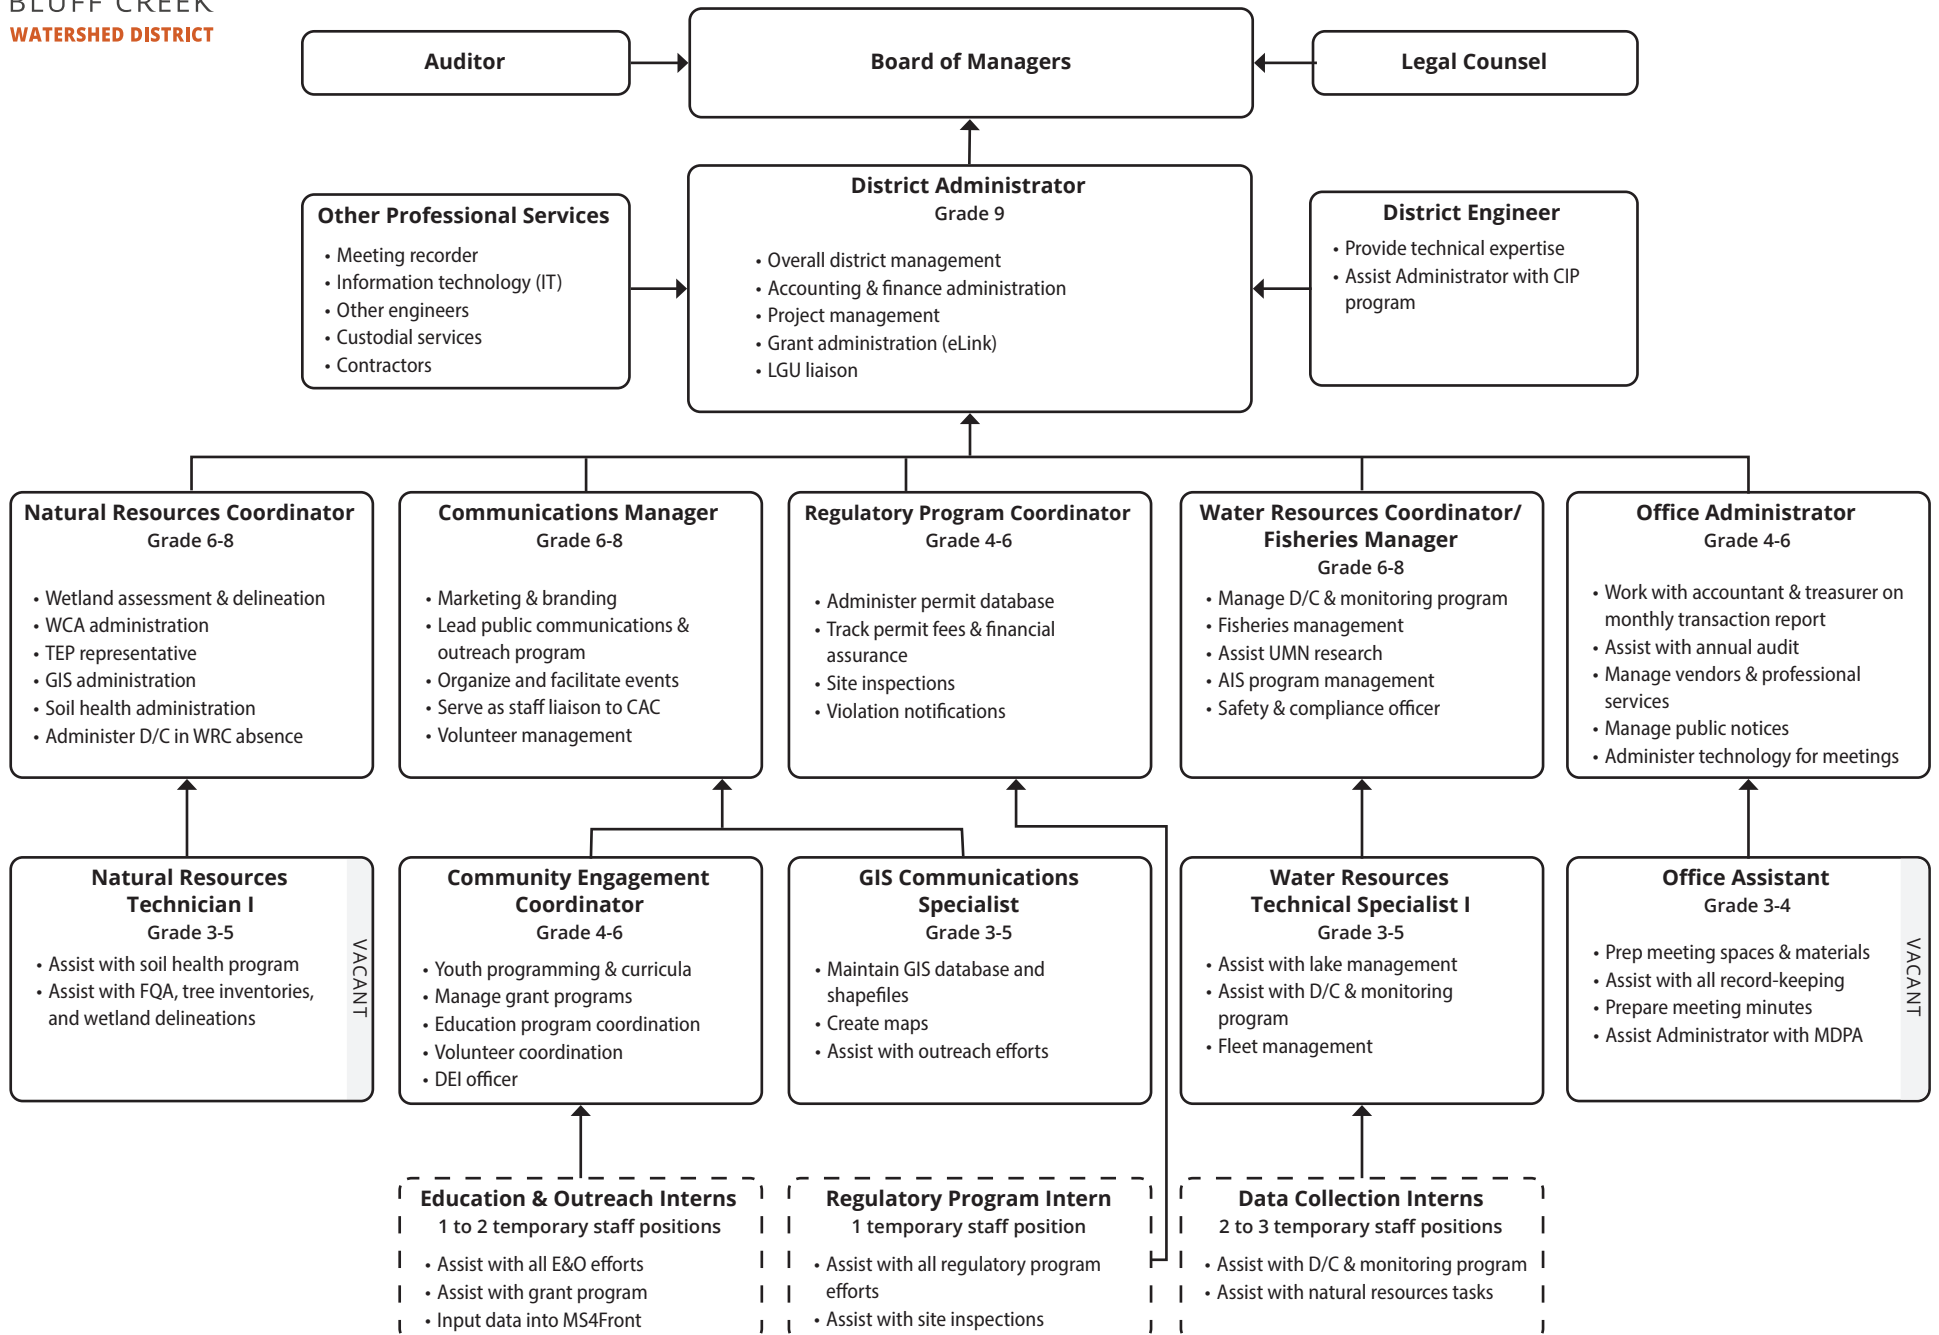 BLUFF CREEK
WATERSHED DISTRICT
Auditor
Board of Managers
Legal Counsel
Other Professional Services
• Meeting recorder
• Information technology (IT)
• Other engineers
• Custodial services
• Contractors
District Administrator
Grade 9
• Overall district management
• Accounting & finance administration
• Project management
• Grant administration (eLink)
• LGU liaison
District Engineer
• Provide technical expertise
• Assist Administrator with CIP
program
Natural Resources Coordinator
Grade 6-8
• Wetland assessment & delineation
• WCA administration
• TEP representative
• GIS administration
• Soil health administration
• Administer D/C in WRC absence
Communications Manager
Grade 6-8
• Marketing & branding
• Lead public communications &
outreach program
• Organize and facilitate events
• Serve as staff liaison to CAC
• Volunteer management
Regulatory Program Coordinator
Grade 4-6
• Administer permit database
• Track permit fees & financial
assurance
• Site inspections
• Violation notifications
Water Resources Coordinator/
Fisheries Manager
Grade 6-8
• Manage D/C & monitoring program
• Fisheries management
• Assist UMN research
• AIS program management
• Safety & compliance officer
Office Administrator
Grade 4-6
• Work with accountant & treasurer on
monthly transaction report
• Assist with annual audit
• Manage vendors & professional
services
• Manage public notices
• Administer technology for meetings
Natural Resources
Technician I
Grade 3-5
• Assist with soil health program
• Assist with FQA, tree inventories,
and wetland delineations
VACANT
Community Engagement
Coordinator
Grade 4-6
• Youth programming & curricula
• Manage grant programs
• Education program coordination
• Volunteer coordination
• DEI officer
GIS Communications
Specialist
Grade 3-5
• Maintain GIS database and
shapefiles
• Create maps
• Assist with outreach efforts
Water Resources
Technical Specialist I
Grade 3-5
• Assist with lake management
• Assist with D/C & monitoring
program
• Fleet management
Office Assistant
Grade 3-4
• Prep meeting spaces & materials
• Assist with all record-keeping
• Prepare meeting minutes
• Assist Administrator with MDPA
VACANT
Education & Outreach Interns
1 to 2 temporary staff positions
• Assist with all E&O efforts
• Assist with grant program
• Input data into MS4Front
Regulatory Program Intern
1 temporary staff position
• Assist with all regulatory program
efforts
• Assist with site inspections
Data Collection Interns
2 to 3 temporary staff positions
• Assist with D/C & monitoring program
• Assist with natural resources tasks